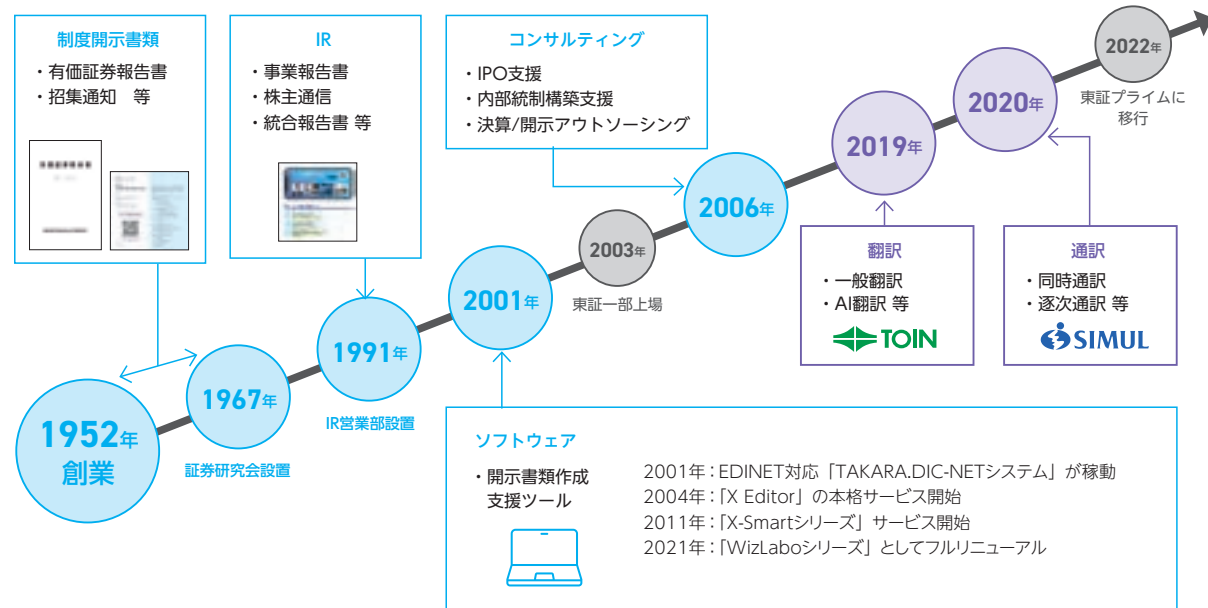 制度開示書類
・有価証券報告書
・招集通知　等
IR
・事業報告書
・株主通信
・統合報告書 等
コンサルティング
・IPO支援
・内部統制構築支援
・決算/開示アウトソーシング
1952年
創業
1967年
証券研究会設置
1991年
IR営業部設置
2001年
2003年
東証一部上場
2006年
2019年
2020年
2022年
東証プライムに
移行
翻訳
・一般翻訳
・AI翻訳 等
TOIN
通訳
・同時通訳
・逐次通訳 等
SIMUL
ソフトウェア
・開示書類作成
支援ツール
2001年：EDINET対応「TAKARA.DIC-NETシステム」が稼動
2004年：「X Editor」の本格サービス開始
2011年：「X-Smartシリーズ」サービス開始
2021年：「WizLaboシリーズ」としてフルリニューアル